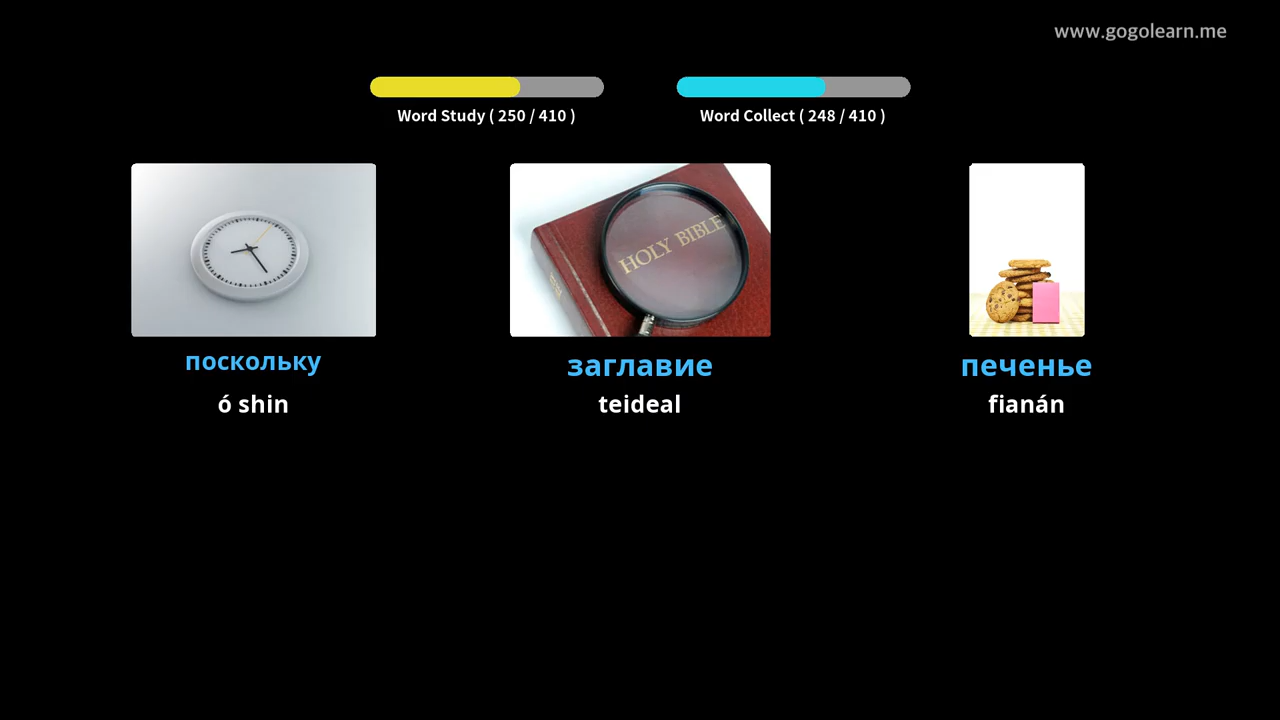 www.gogolearn.me
Word Study ( 250 / 410 )
Word Collect ( 248 / 410 )
HOLY BIBLE
поскольку
заглавие
печенье
ó shin
teideal
fianán